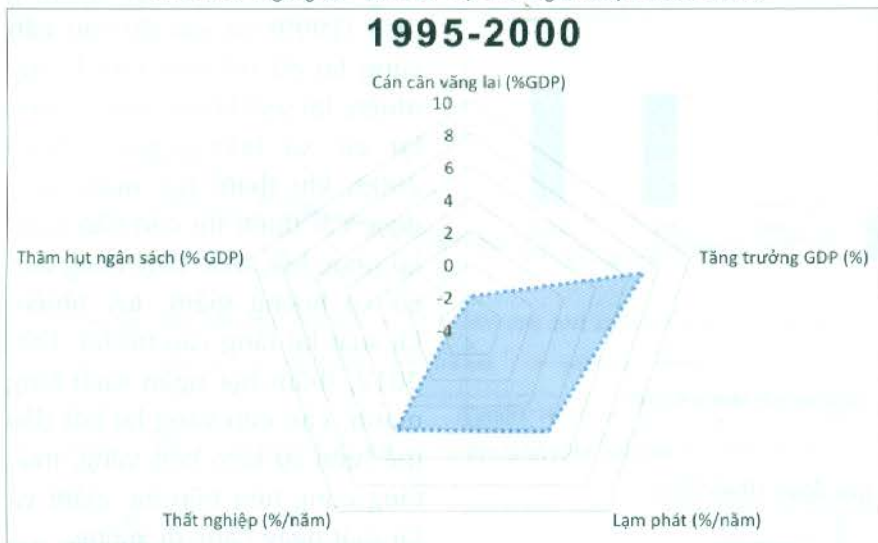 1995-2000
Cán cân văng lai (%GDP)
10
8
6
4
2
0
-2
-4
Thâm hụt ngân sách (% GDP)
Tăng trưởng GDP (%)
Thất nghiệp (%/năm)
Lạm phát (%/năm)